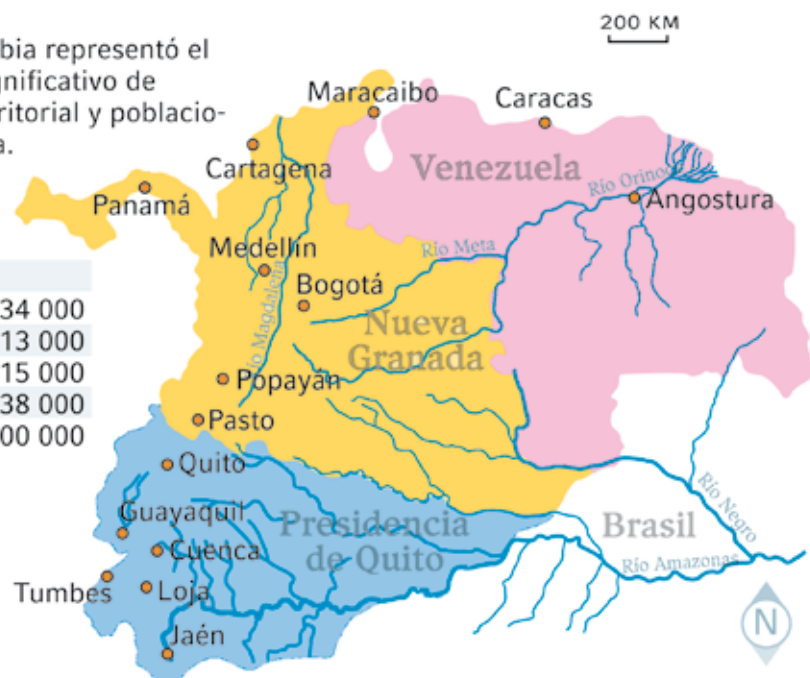 200 KM
bia representó el
gnificativo de
ritorial y poblacio-
a.
34 000
13 000
15 000
38 000
00 000
Maracaibo
Caracas
Cartagena
Venezuela
Río Orinoco
Angostura
Panamá
Medellín
Río Meta
Bogotá
Río Magdalena
Nueva
Granada
Popayán
Pasto
Quito
Guayaquil
Presidencia
de Quito
Cuenca
Brasil
Río Negro
Río Amazonas
Tumbes
Loja
Jaén
N